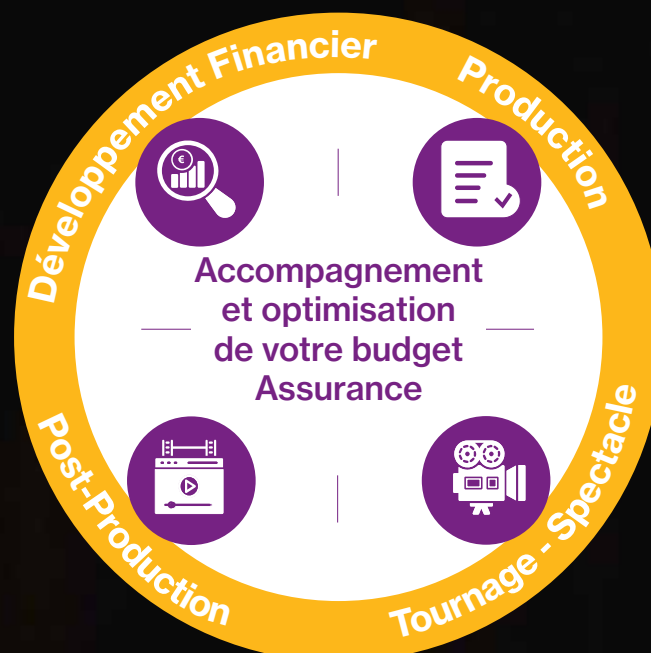 Développement Financier
Production
€
Accompagnement
et optimisation
de votre budget
Assurance
Post-Production
Tournage - Spectacle